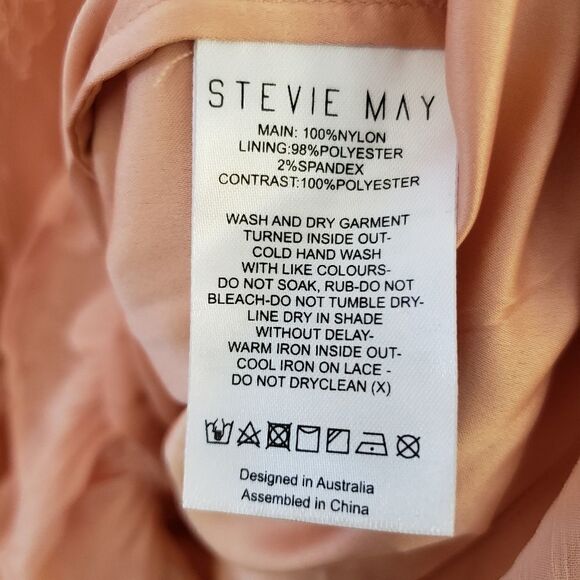 STEVIE MAY
MAIN: 100%NYLON
LINING:98%POLYESTER
2%SPANDEX
CONTRAST:100%POLYESTER
WASH AND DRY GARMENT
TURNED INSIDE OUT-
COLD HAND WASH
WITH LIKE COLOURS-
DO NOT SOAK, RUB-DO NOT
BLEACH-DO NOT TUMBLE DRY-
LINE DRY IN SHADE
WITHOUT DELAY-
WARM IRON INSIDE OUT-
COOL IRON ON LACE -
DO NOT DRYCLEAN (X)
Designed in Australia
Assembled in China